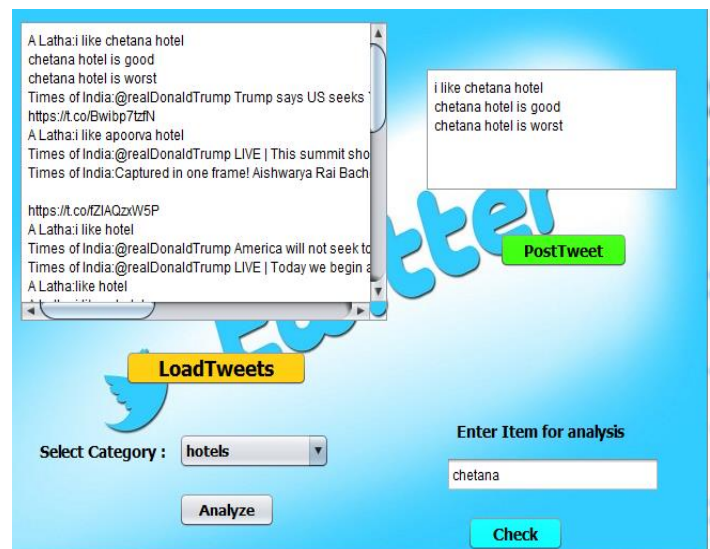 A Latha:i like chetana hotel
chetana hotel is good
chetana hotel is worst
Times of India:@realDonaldTrump Trump says US seeks
https://t.co/Bwibp7tzfN
A Latha:i like apoorva hotel
Times of India:@realDonaldTrump LIVE | This summit sho
Times of India:Captured in one frame! Aishwarya Rai Bach
https://t.co/fZIAQzxW5P
A Latha:i like hotel
Times of India:@realDonaldTrump America will not seek to
Times of India:@realDonaldTrump LIVE | Today we begin a
A Latha:like hotel
i like chetana hotel
chetana hotel is good
chetana hotel is worst
PostTweet
LoadTweets
Select Category :
hotels
Analyze
Enter Item for analysis
chetana
Check